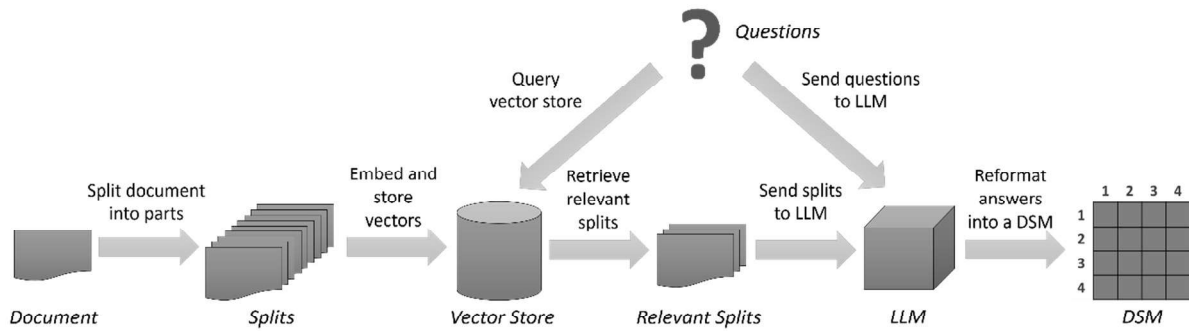 Questions
Query
vector store
Send questions
to LLM
Split document
into parts
Embed and
store
vectors
Retrieve
relevant
splits
Send splits
to LLM
Reformat
answers
into a DSM
1 2 3 4
1
2
3
4
Document
Splits
Vector Store
Relevant Splits
LLM
DSM